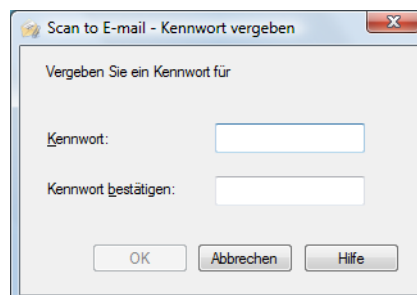 Scan to E-mail - Kennwort vergeben
Vergeben Sie ein Kennwort für
Kennwort:
Kennwort bestätigen:
OK Abbrechen Hilfe